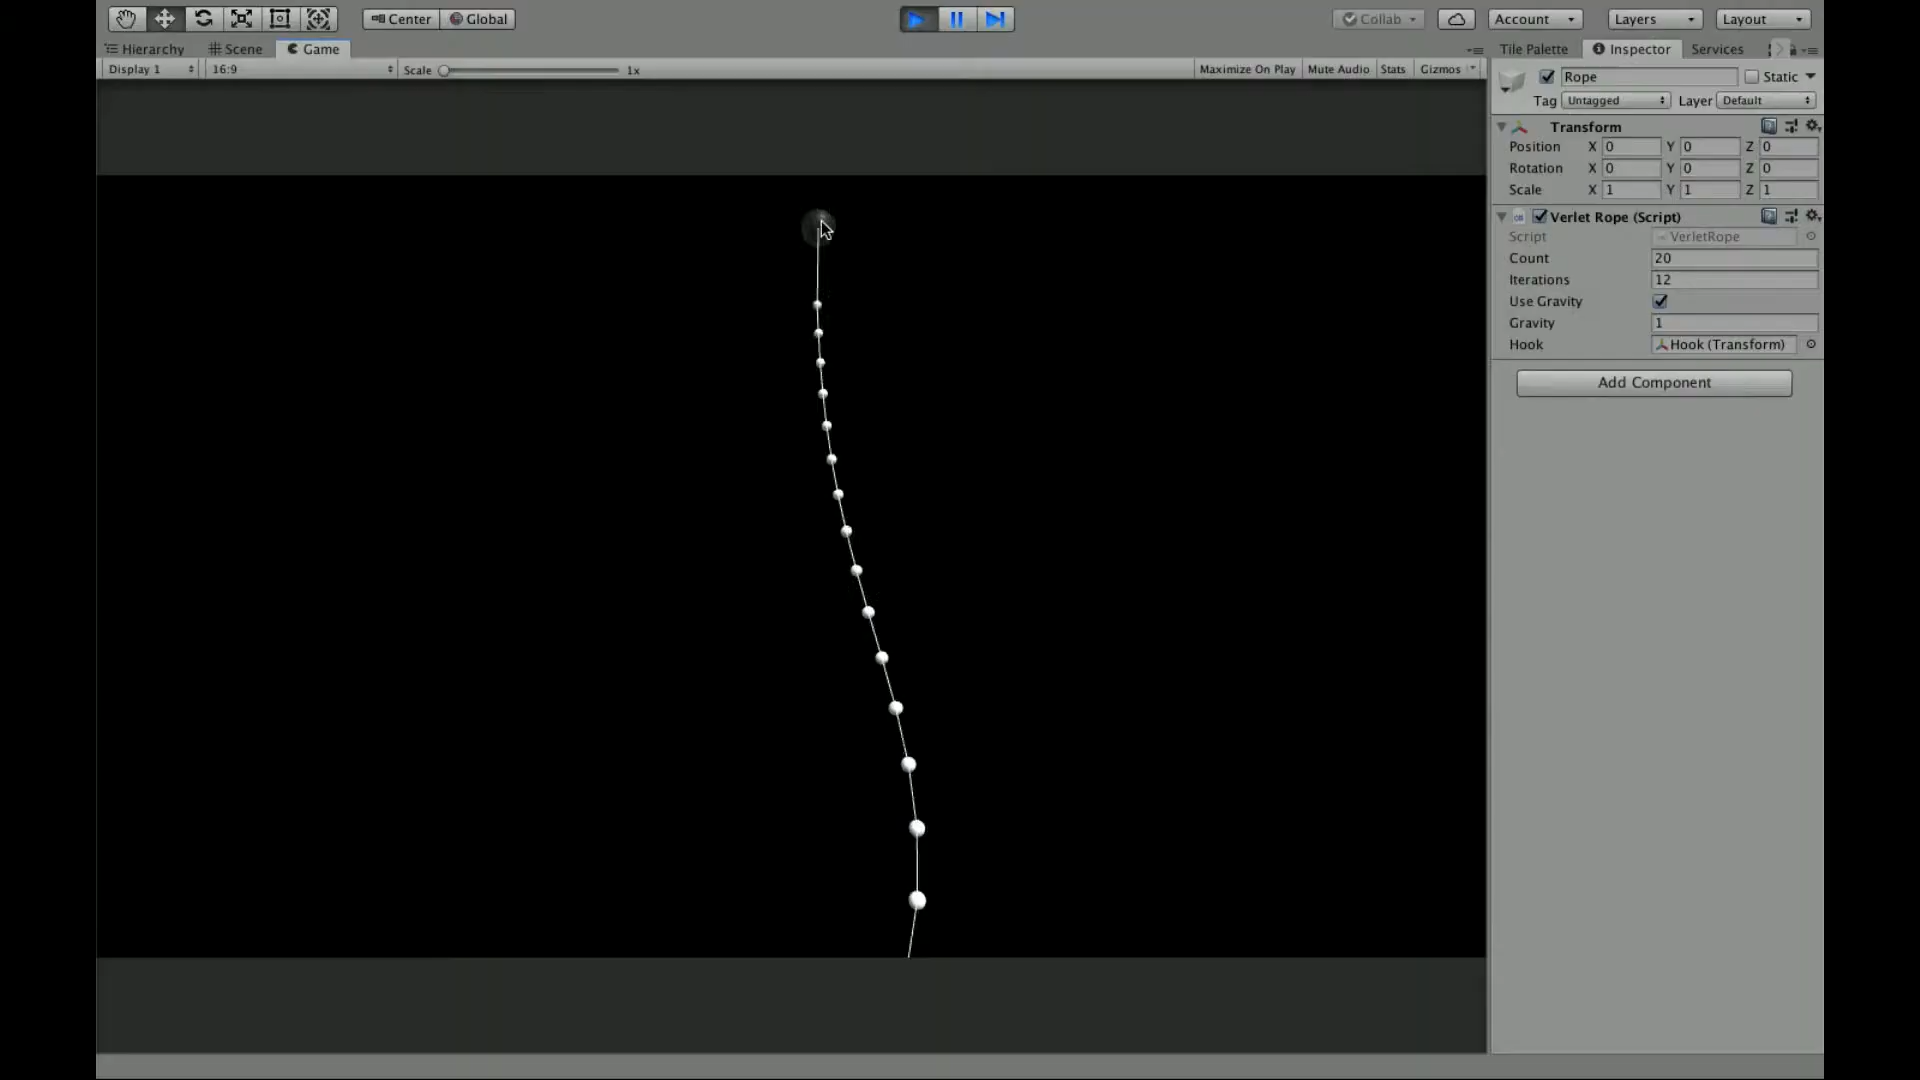 Center Global Collab Account Layers Layout
Hierarchy Scene Game Tile Palette Inspector Services
Display 1 16:9 Scale 1x Maximize On Play Mute Audio Stats Gizmos
Rope Static
Tag Untagged Layer Default
Transform
Position X 0 Y 0 Z 0
Rotation X 0 Y 0 Z 0
Scale X 1 Y 1 Z 1
Verlet Rope (Script)
Script VerletRope
Count 20
Iterations 12
Use Gravity
Gravity 1
Hook Hook (Transform)
Add Component